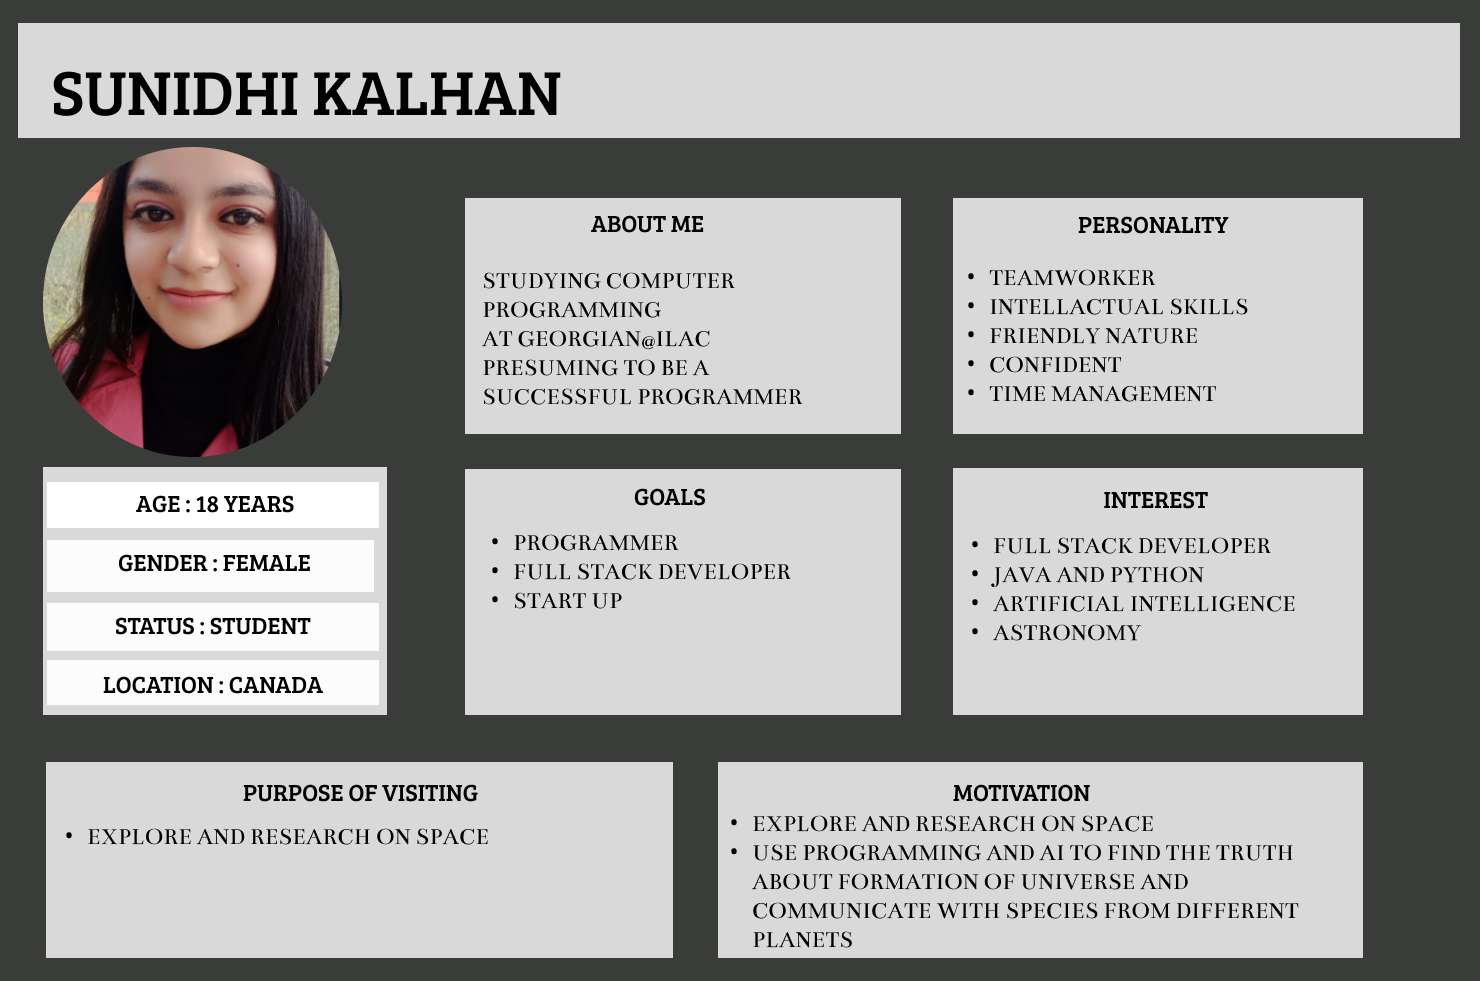 SUNIDHI KALHAN
ABOUT ME
STUDYING COMPUTER
PROGRAMMING
AT GEORGIAN@ILAC
PRESUMING TO BE A
SUCCESSFUL PROGRAMMER
PERSONALITY
• TEAMWORKER
• INTELLACTUAL SKILLS
• FRIENDLY NATURE
• CONFIDENT
• TIME MANAGEMENT
AGE : 18 YEARS
GENDER : FEMALE
STATUS : STUDENT
LOCATION : CANADA
GOALS
• PROGRAMMER
• FULL STACK DEVELOPER
• START UP
INTEREST
• FULL STACK DEVELOPER
• JAVA AND PYTHON
• ARTIFICIAL INTELLIGENCE
• ASTRONOMY
PURPOSE OF VISITING
• EXPLORE AND RESEARCH ON SPACE
MOTIVATION
• EXPLORE AND RESEARCH ON SPACE
• USE PROGRAMMING AND AI TO FIND THE TRUTH
ABOUT FORMATION OF UNIVERSE AND
COMMUNICATE WITH SPECIES FROM DIFFERENT
PLANETS